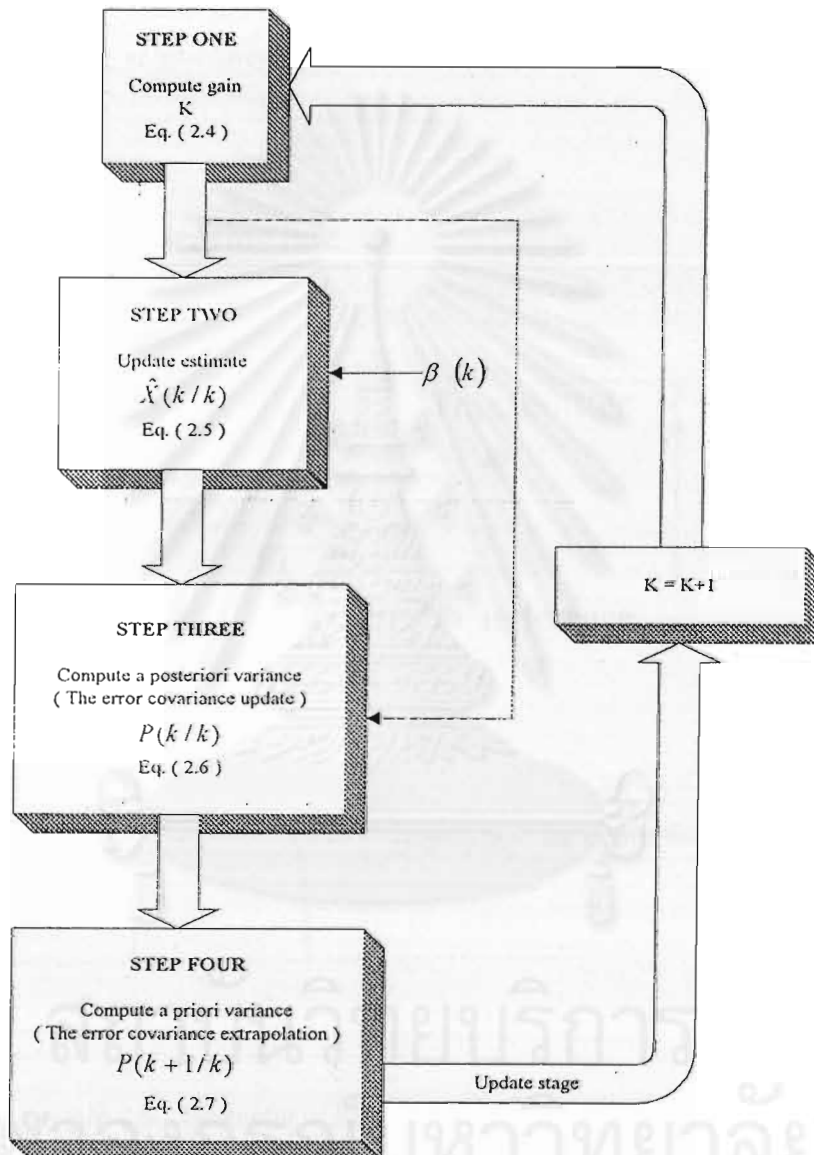 STEP ONE
Compute gain
K
Eq. ( 2.4 )
STEP TWO
Update estimate
X̂ (k / k)
Eq. ( 2.5 )
β (k)
STEP THREE
Compute a posteriori variance
( The error covariance update )
P(k / k)
Eq. ( 2.6 )
K = K+1
STEP FOUR
Compute a priori variance
( The error covariance extrapolation )
P(k + 1/ k)
Eq. ( 2.7 )
Update stage